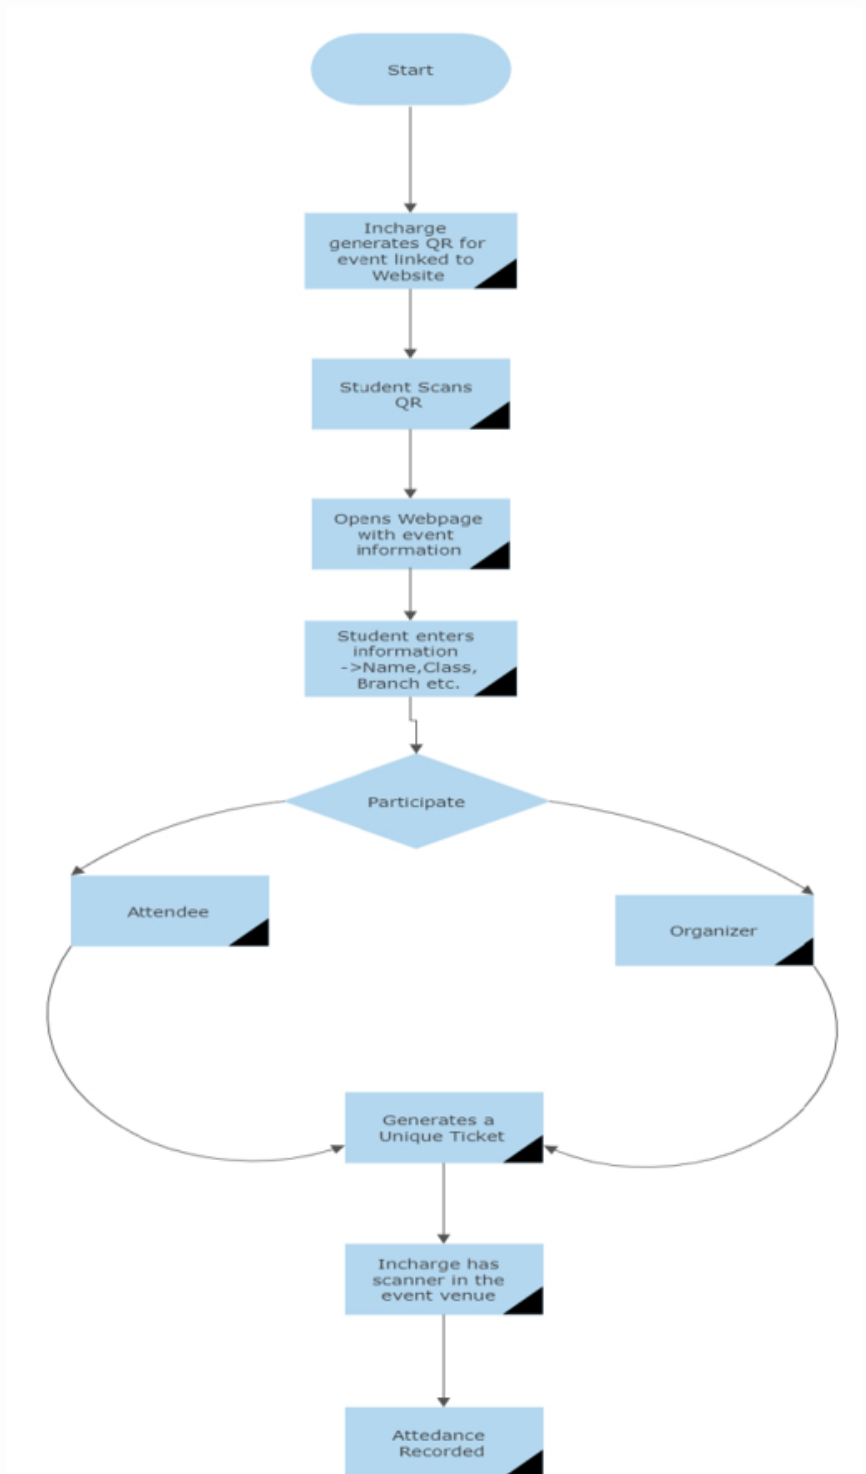 Start
Incharge
generates QR for
event linked to
Website
Student Scans
QR
Opens Webpage
with event
information
Student enters
information
->Name,Class,
Branch etc.
Participate
Attendee
Organizer
Generates a
Unique Ticket
Incharge has
scanner in the
event venue
Attedance
Recorded